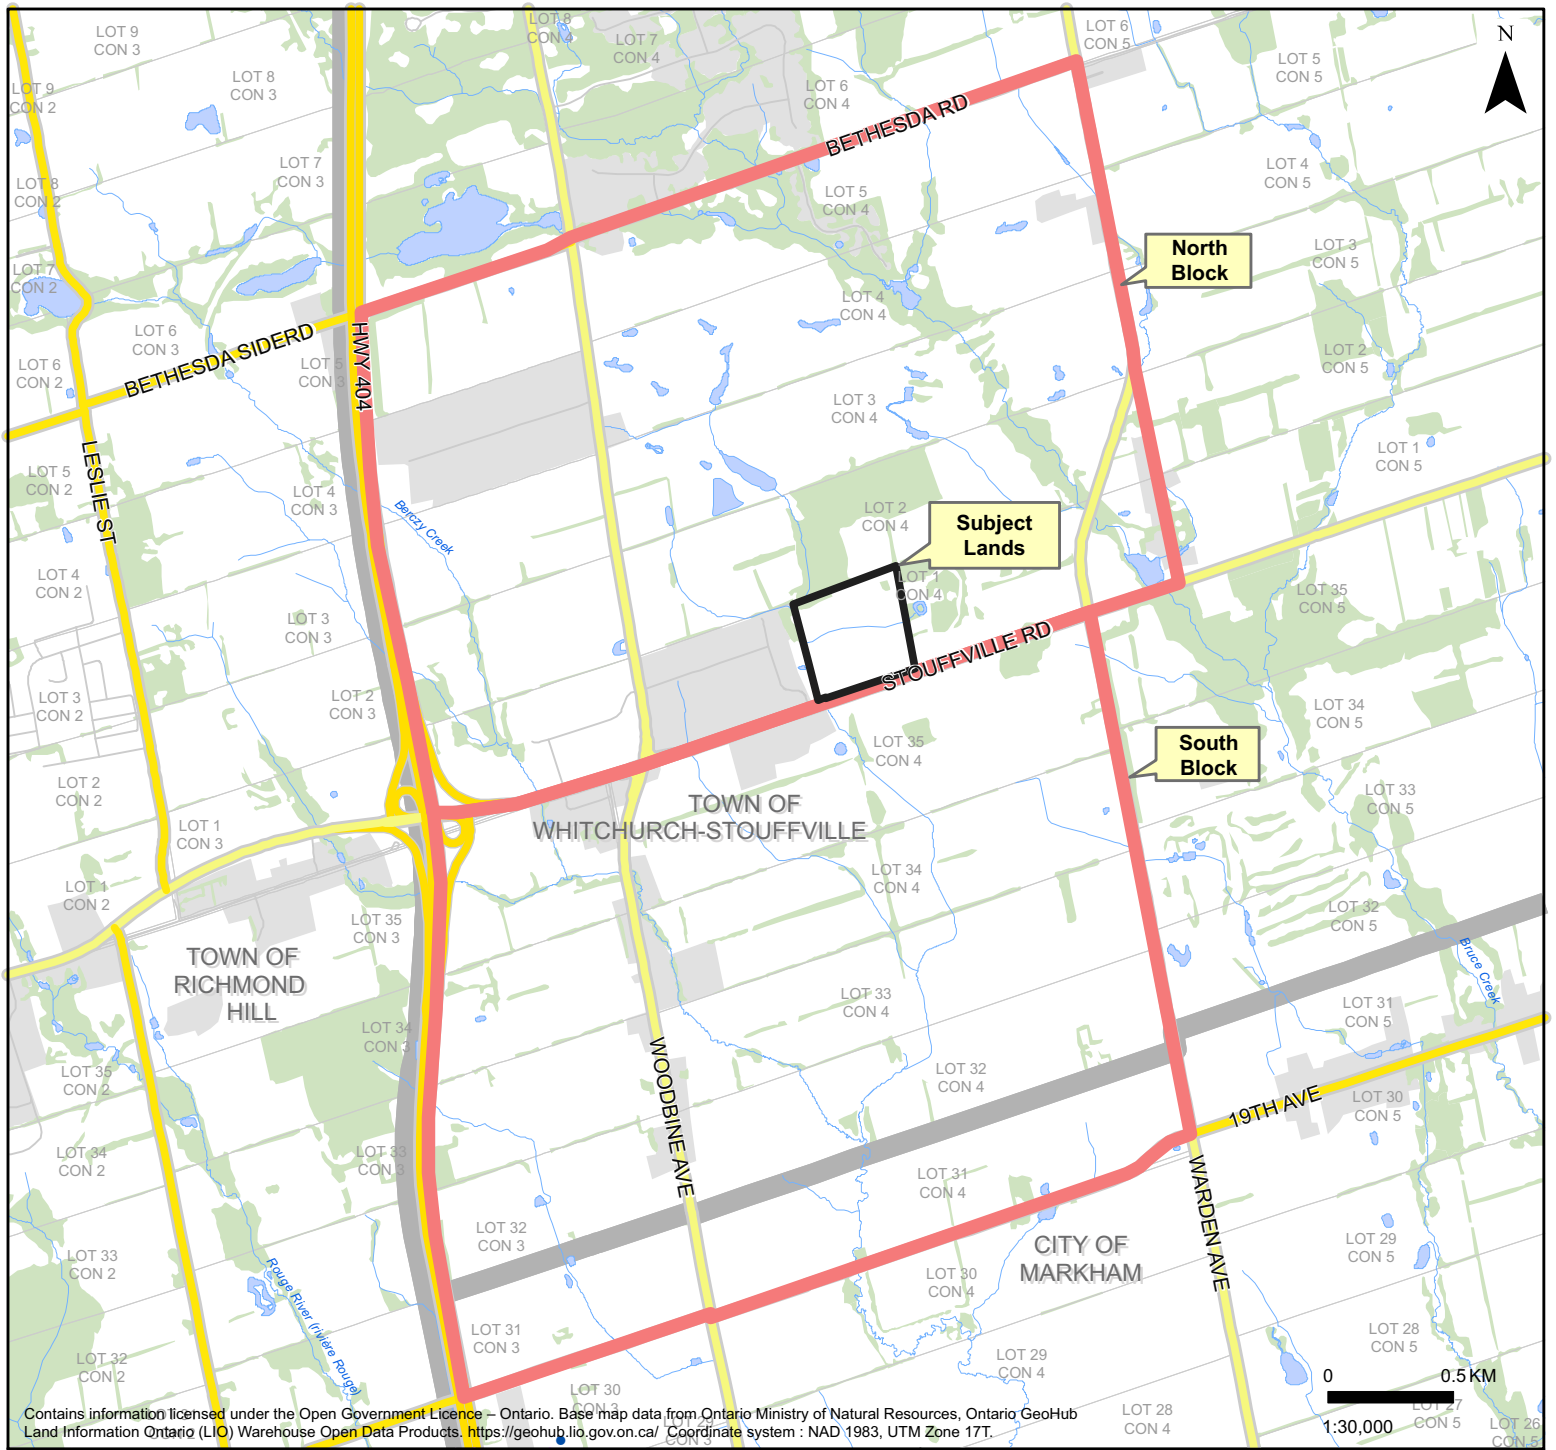 LOT 9
CON 3
LOT 8
CON 4
LOT 7
CON 4
LOT 6
CON 5
N
LOT 9
CON 2
LOT 8
CON 3
LOT 6
CON 4
LOT 5
CON 5
BETHESDA RD
LOT 7
CON 3
LOT 8
CON 2
LOT 5
CON 4
LOT 4
CON 5
North
Block
LOT 3
CON 5
LOT 7
CON 2
LOT 4
CON 4
LOT 6
CON 3
LOT 6
CON 2
BETHESDA SIDERD
LOT 5
CON 3
HWY 404
LOT 2
CON 5
LOT 3
CON 4
LOT 1
CON 5
LESLIE ST
LOT 5
CON 2
LOT 4
CON 3
Berczy Creek
LOT 2
CON 4
Subject
Lands
LOT 4
CON 2
LOT 1
CON 4
LOT 35
CON 5
LOT 3
CON 3
STOUFFVILLE RD
LOT 3
CON 2
LOT 2
CON 3
LOT 34
CON 5
LOT 35
CON 4
South
Block
LOT 2
CON 2
TOWN OF
WHITCHURCH-STOUFFVILLE
LOT 33
CON 5
LOT 1
CON 3
LOT 1
CON 2
LOT 34
CON 4
LOT 35
CON 3
LOT 32
CON 5
TOWN OF
RICHMOND
HILL
Bruce Creek
LOT 33
CON 4
LOT 31
CON 5
LOT 34
CON 3
LOT 35
CON 2
WOODBINE AVE
LOT 32
CON 4
19TH AVE
LOT 30
CON 5
LOT 34
CON 2
LOT 33
CON 3
LOT 31
CON 4
WARDEN AVE
LOT 32
CON 3
CITY OF
MARKHAM
LOT 29
CON 5
LOT 33
CON 2
Rouge River (rivière Rouge)
LOT 30
CON 4
LOT 31
CON 3
LOT 28
CON 5
LOT 32
CON 2
LOT 29
CON 4
0 0.5 KM
LOT 30
CON 3
LOT 28
CON 4
LOT 27
CON 5
LOT 26
CON 5
1:30,000
LOT 29
CON 3
Contains information licensed under the Open Government Licence – Ontario. Base map data from Ontario Ministry of Natural Resources, Ontario GeoHub
Land Information Ontario (LIO) Warehouse Open Data Products. https://geohub.lio.gov.on.ca/ Coordinate system : NAD 1983, UTM Zone 17T.